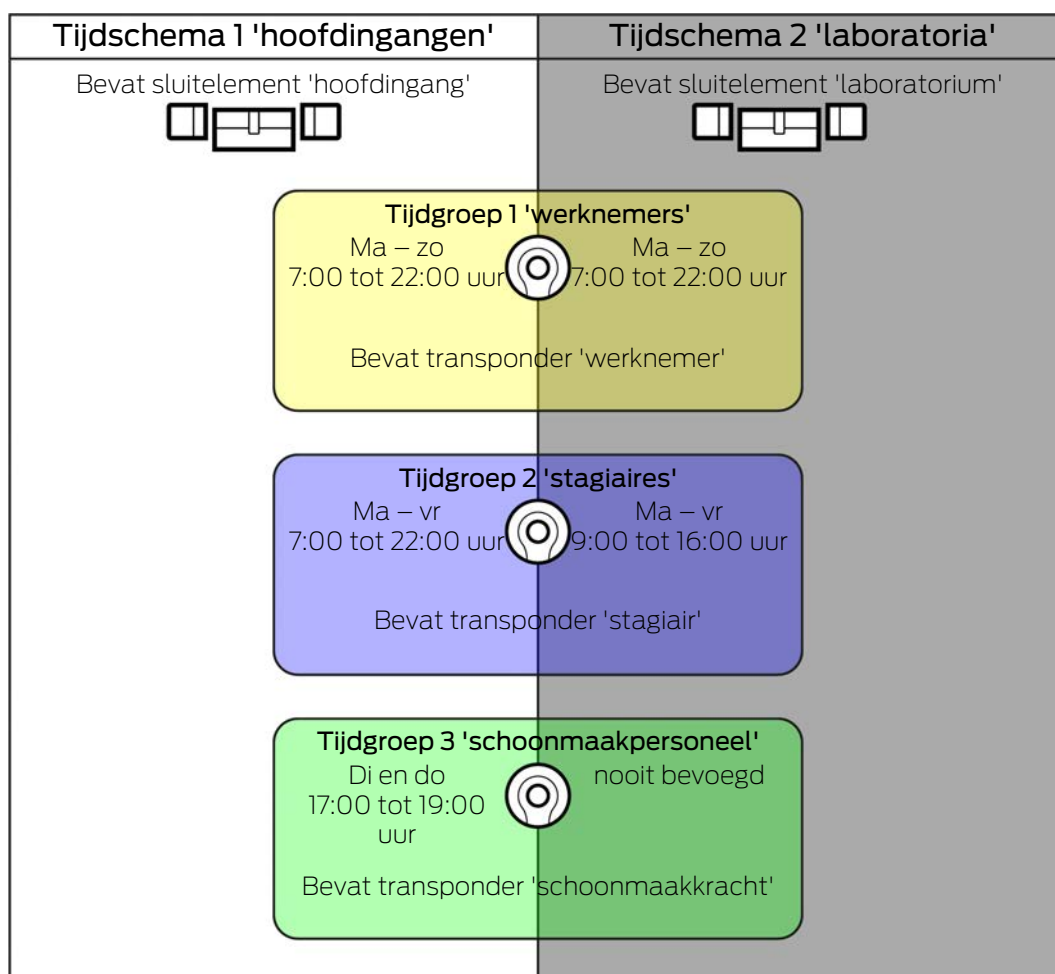 Tijdschema 1 'hoofdingangen'
Tijdschema 2 'laboratoria'
Bevat sluitelement 'hoofdingang'
Bevat sluitelement 'laboratorium'
Tijdgroep 1 'werknemers'
Ma – zo
7:00 tot 22:00 uur
Ma – zo
7:00 tot 22:00 uur
Bevat transponder 'werknemer'
Tijdgroep 2 'stagiaires'
Ma – vr
7:00 tot 22:00 uur
Ma – vr
9:00 tot 16:00 uur
Bevat transponder 'stagiair'
Tijdgroep 3 'schoonmaakpersoneel'
Di en do
17:00 tot 19:00
uur
nooit bevoegd
Bevat transponder 'schoonmaakkracht'